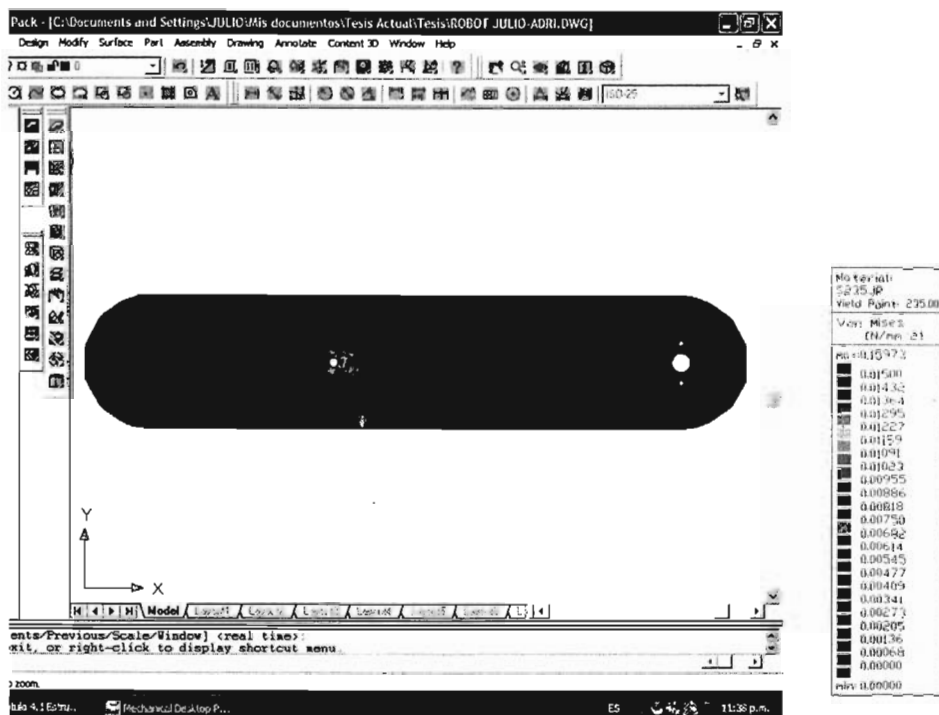 Pack - [C:\Documents and Settings\JULIO\Mis documentos\Tesis Actual\Tesis\ROBOT JULIO-ADRI.DWG]
Design Modify Surface Part Assembly Drawing Annotate Content 3D Window Help
0
ISO-25
Y
X
Model
ents/Previous/Scale/Window] <real time>:
exit, or right-click to display shortcut menu.
zoom.
Mechanical Desktop P...
ES
11:38 p.m.
Material:
S235JR
Yield Point: 235.00
Von Mises
[N/mm^2]
0.15973
0.01500
0.01432
0.01364
0.01295
0.01227
0.01159
0.01091
0.01023
0.00955
0.00886
0.00818
0.00750
0.00682
0.00614
0.00545
0.00477
0.00409
0.00341
0.00273
0.00205
0.00136
0.00068
0.00000
min: 0.00000